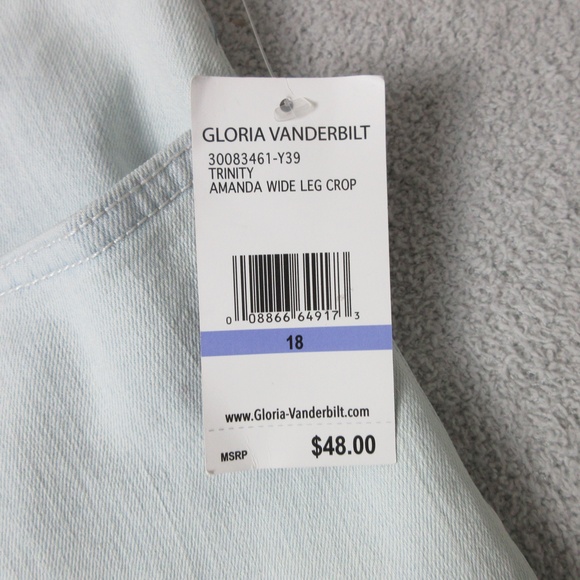 GLORIA VANDERBILT
30083461-Y39
TRINITY
AMANDA WIDE LEG CROP
0 08866 64917 3
18
www.Gloria-Vanderbilt.com
MSRP $48.00